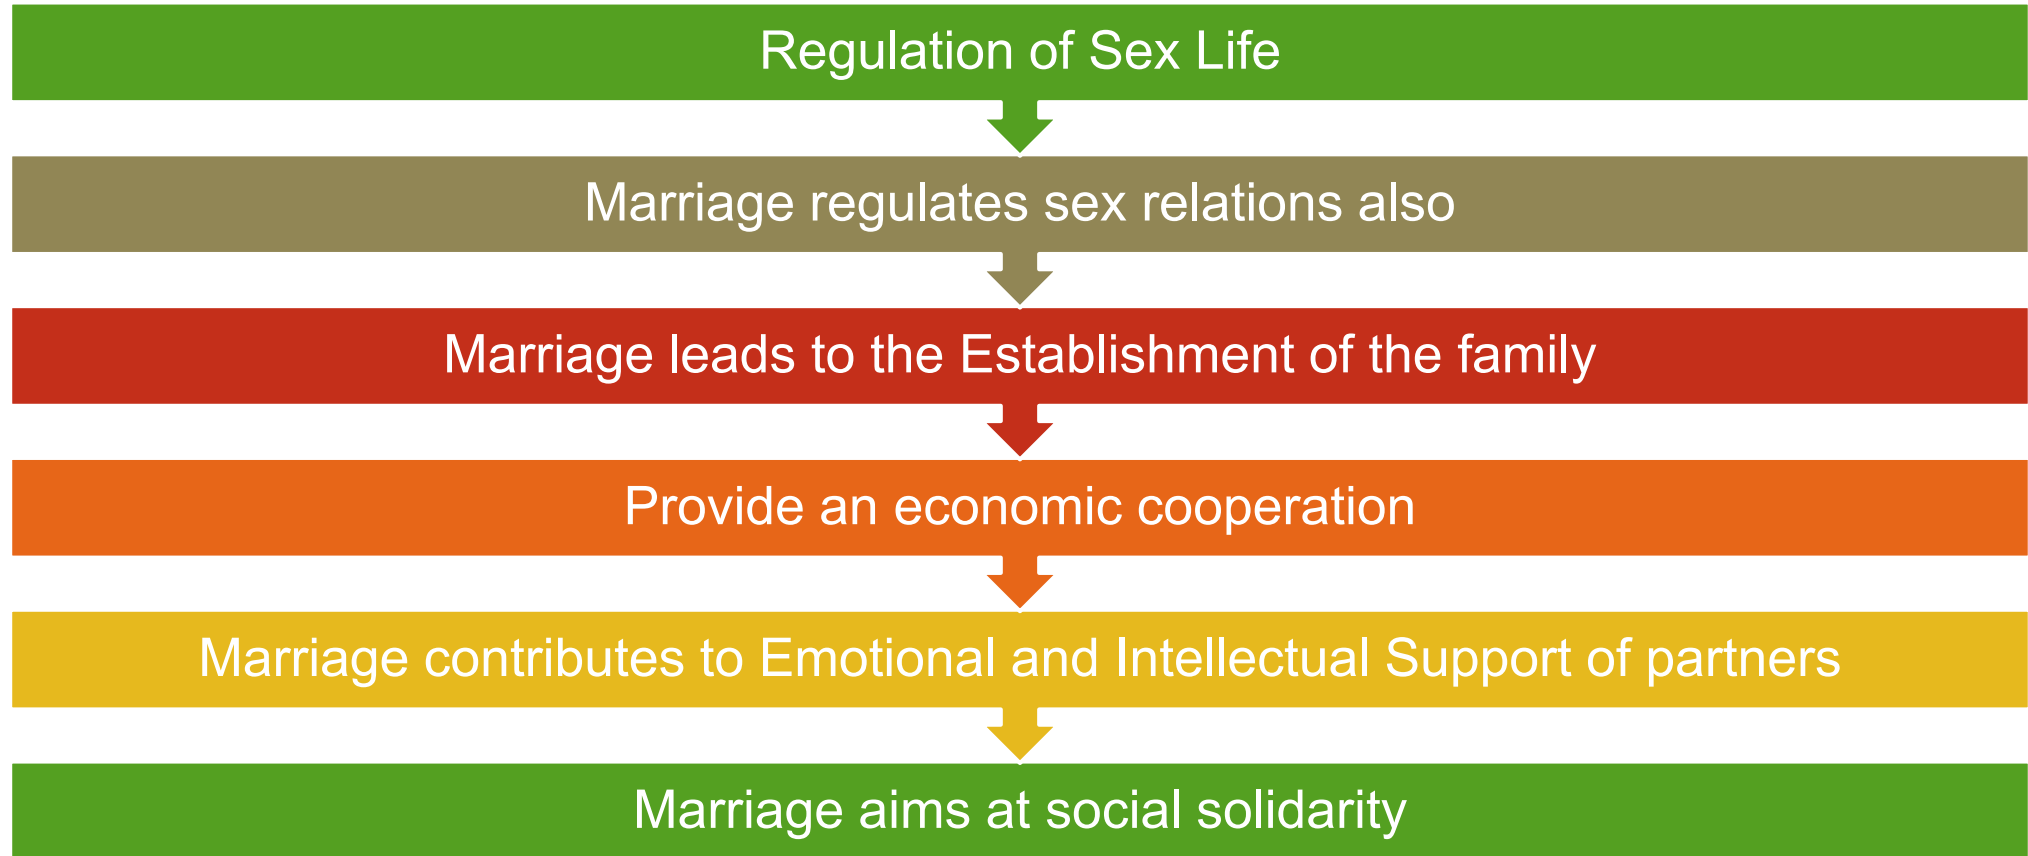 Regulation of Sex Life
Marriage regulates sex relations also
Marriage leads to the Establishment of the family
Provide an economic cooperation
Marriage contributes to Emotional and Intellectual Support of partners
Marriage aims at social solidarity